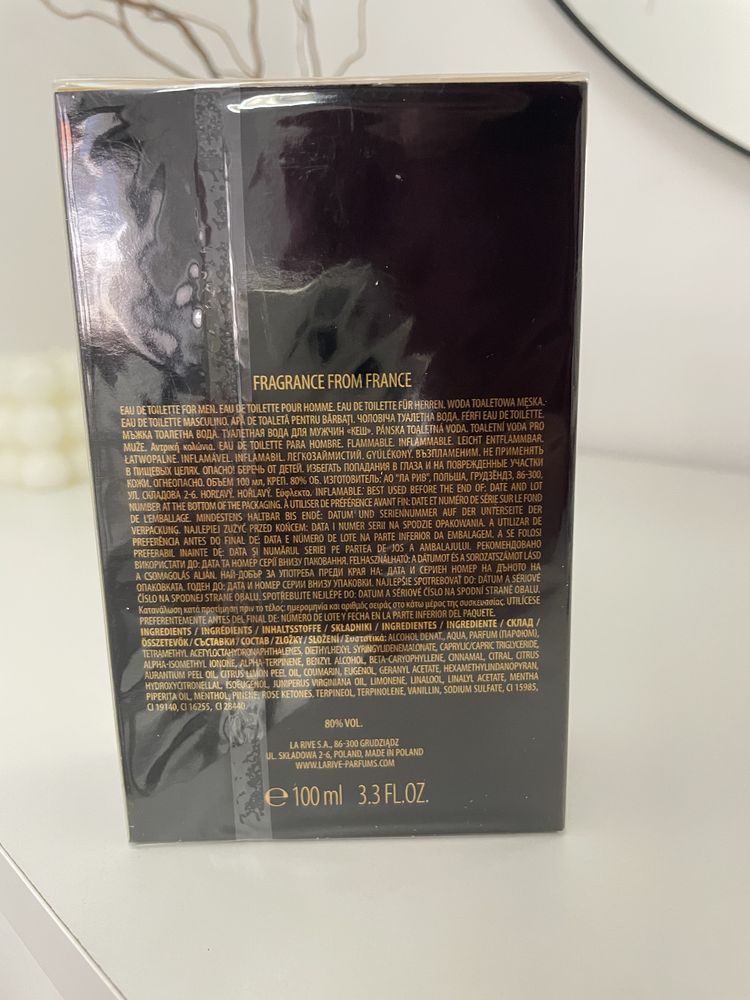 FRAGRANCE FROM FRANCE
EAU DE TOILETTE FOR MEN. EAU DE TOILETTE POUR HOMME. EAU DE TOILETTE FÜR HERREN. WODA TOALETOWA MĘSKA.
EAU DE TOILETTE MASCULINO. APĂ DE TOALETĂ PENTRU BĂRBAȚI. ЧОЛОВІЧА ТУАЛЕТНА ВОДА. FÉRFI EAU DE TOILETTE.
МЪЖКА ТОАЛЕТНА ВОДА. ТУАЛЕТНАЯ ВОДА ДЛЯ МУЖЧИН «КЕШ». PÁNSKA TOALETNÁ VODA. TOALETNÍ VODA PRO
MUŽE. Αντρική κολώνια. EAU DE TOILETTE PARA HOMBRE. FLAMMABLE. INFLAMMABLE. LEICHT ENTFLAMMBAR.
ŁATWOPALNE. INFLAMÁVEL. INFLAMABIL. ЛЕГКОЗАЙМИСТИЙ. GYÚLÉKONY. ВЪЗПЛАМЕНИМ. НЕ ПРИМЕНЯТЬ
В ПИЩЕВЫХ ЦЕЛЯХ. ОПАСНО! БЕРЕЧЬ ОТ ДЕТЕЙ. ИЗБЕГАТЬ ПОПАДАНИЯ В ГЛАЗА И НА ПОВРЕЖДЕННЫЕ УЧАСТКИ
КОЖИ. ОГНЕОПАСНО. ОБЪЕМ 100 мл, КРЕП. 80% ОБ. ИЗГОТОВИТЕЛЬ: АО "ЛА РИВ", ПОЛЬША, ГРУДЗЁНДЗ, 86-300,
УЛ. СКЛАДОВА 2-6. HORĽAVÝ. HOŘLAVÝ. Εύφλεκτο. INFLAMABLE. BEST USED BEFORE THE END OF: DATE AND LOT
NUMBER AT THE BOTTOM OF THE PACKAGING. À UTILISER DE PRÉFÉRENCE AVANT FIN: DATE ET NUMÉRO DE SÉRIE SUR LE FOND
DE L'EMBALLAGE. MINDESTENS HALTBAR BIS ENDE: DATUM UND SERIENNUMMER AUF DER UNTERSEITE DER
VERPACKUNG. NAJLEPIEJ ZUŻYĆ PRZED KOŃCEM: DATA I NUMER SERII NA SPODZIE OPAKOWANIA. A UTILIZAR DE
PREFERÊNCIA ANTES DO FINAL DE: DATA E NÚMERO DE LOTE NA PARTE INFERIOR DA EMBALAGEM. A SE FOLOSI
PREFERABIL INAINTE DE: DATA ȘI NUMĂRUL SERIEI PE PARTEA DE JOS A AMBALAJULUI. РЕКОМЕНДОВАНО
ВИКОРИСТАТИ ДО: ДАТА ТА НОМЕР СЕРІЇ ВНИЗУ ПАКОВАННЯ. FELHASZNÁLHATÓ: A DÁTUMOT ÉS A SOROZATSZÁMOT LÁSD
A CSOMAGOLÁS ALJÁN. НАЙ-ДОБЪР ЗА УПОТРЕБА ПРЕДИ КРАЯ НА: ДАТА И СЕРИЕН НОМЕР НА ДЪНОТО НА
ОПАКОВКАТА. ГОДЕН ДО: ДАТА И НОМЕР СЕРИИ ВНИЗУ УПАКОВКИ. NAJLEPŠIE SPOTREBOVAŤ DO: DÁTUM A SÉRIOVÉ
ČÍSLO NA SPODNEJ STRANE OBALU. SPOTŘEBUJTE NEJLÉPE DO: DATUM A SÉRIOVÉ ČÍSLO NA SPODNÍ STRANĚ OBALU.
Κατανάλωση κατά προτίμηση πριν το τέλος: ημερομηνία και αριθμός σειράς στο κάτω μέρος της συσκευασίας. UTILÍCESE
PREFERENTEMENTE ANTES DEL FINAL DE: NÚMERO DE LOTE Y FECHA EN LA PARTE INFERIOR DEL PAQUETE.
INGREDIENTS / INGRÉDIENTS / INHALTSSTOFFE / SKŁADNIKI / INGREDIENTES / INGREDIENTE / СКЛАД /
ÖSSZETEVŐK / СЪСТАВКИ / СОСТАВ / ZLOŽKY / SLOŽENÍ / Συστατικά: ALCOHOL DENAT., AQUA, PARFUM (ПАРФЮМ),
TETRAMETHYL ACETYLOCTAHYDRONAPHTHALENES, DIETHYLHEXYL SYRINGYLIDENEMALONATE, CAPRYLIC/CAPRIC TRIGLYCERIDE,
ALPHA-ISOMETHYL IONONE, ALPHA-TERPINENE, BENZYL ALCOHOL, BETA-CARYOPHYLLENE, CINNAMAL, CITRAL, CITRUS
AURANTIUM PEEL OIL, CITRUS LIMON PEEL OIL, COUMARIN, EUGENOL, GERANYL ACETATE, HEXAMETHYLINDANOPYRAN,
HYDROXYCITRONELLAL, ISOEUGENOL, JUNIPERUS VIRGINIANA OIL, LIMONENE, LINALOOL, LINALYL ACETATE, MENTHA
PIPERITA OIL, MENTHOL, PINENE, ROSE KETONES, TERPINEOL, TERPINOLENE, VANILLIN, SODIUM SULFATE, CI 15985,
CI 19140, CI 16255, CI 28440.
80% VOL.
LA RIVE S.A., 86-300 GRUDZIĄDZ
UL. SKŁADOWA 2-6, POLAND, MADE IN POLAND
WWW.LARIVE-PARFUMS.COM
℮ 100 ml 3.3 FL.OZ.